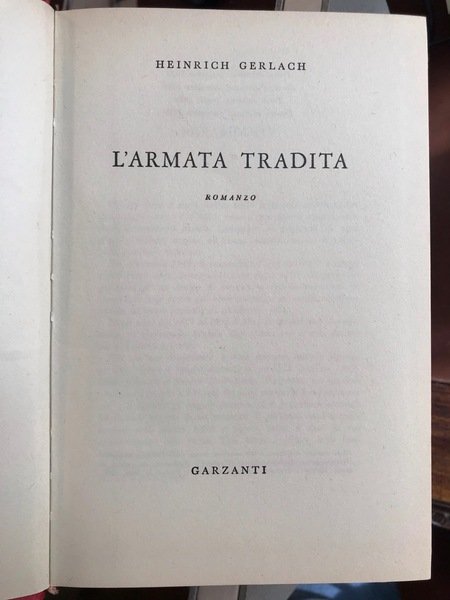 HEINRICH GERLACH
L'ARMATA TRADITA
ROMANZO
GARZANTI